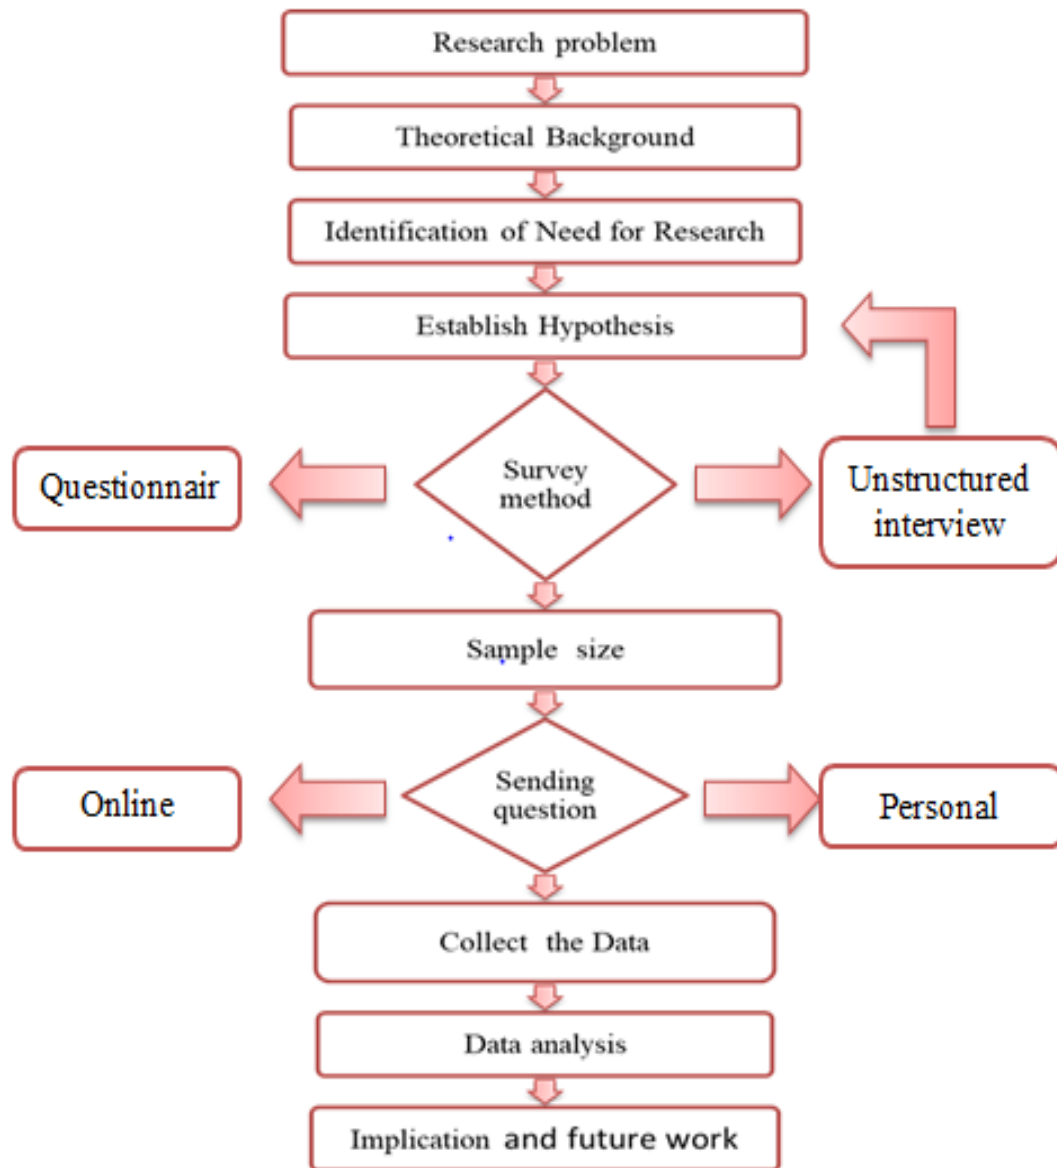 Research problem
Theoretical Background
Identification of Need for Research
Establish Hypothesis
Questionnair
Survey
method
Unstructured
interview
Sample size
Online
Sending
question
Personal
Collect the Data
Data analysis
Implication and future work